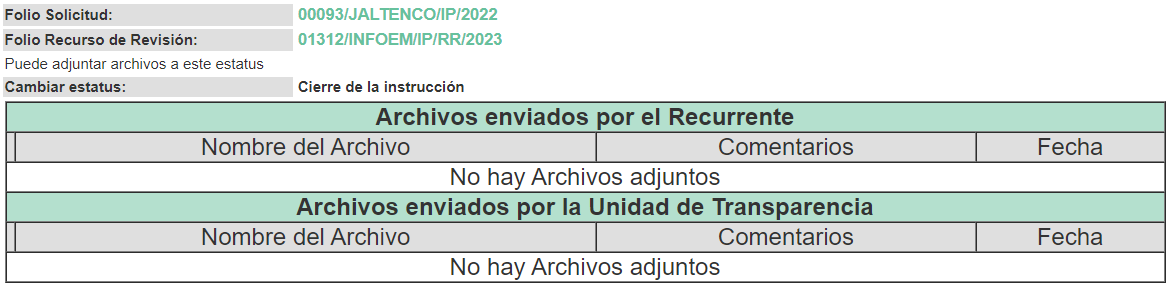 Folio Solicitud: 00093/JALTENCO/IP/2022
Folio Recurso de Revisión: 01312/INFOEM/IP/RR/2023
Puede adjuntar archivos a este estatus
Cambiar estatus: Cierre de la instrucción
Archivos enviados por el Recurrente
Nombre del Archivo Comentarios Fecha
No hay Archivos adjuntos
Archivos enviados por la Unidad de Transparencia
Nombre del Archivo Comentarios Fecha
No hay Archivos adjuntos